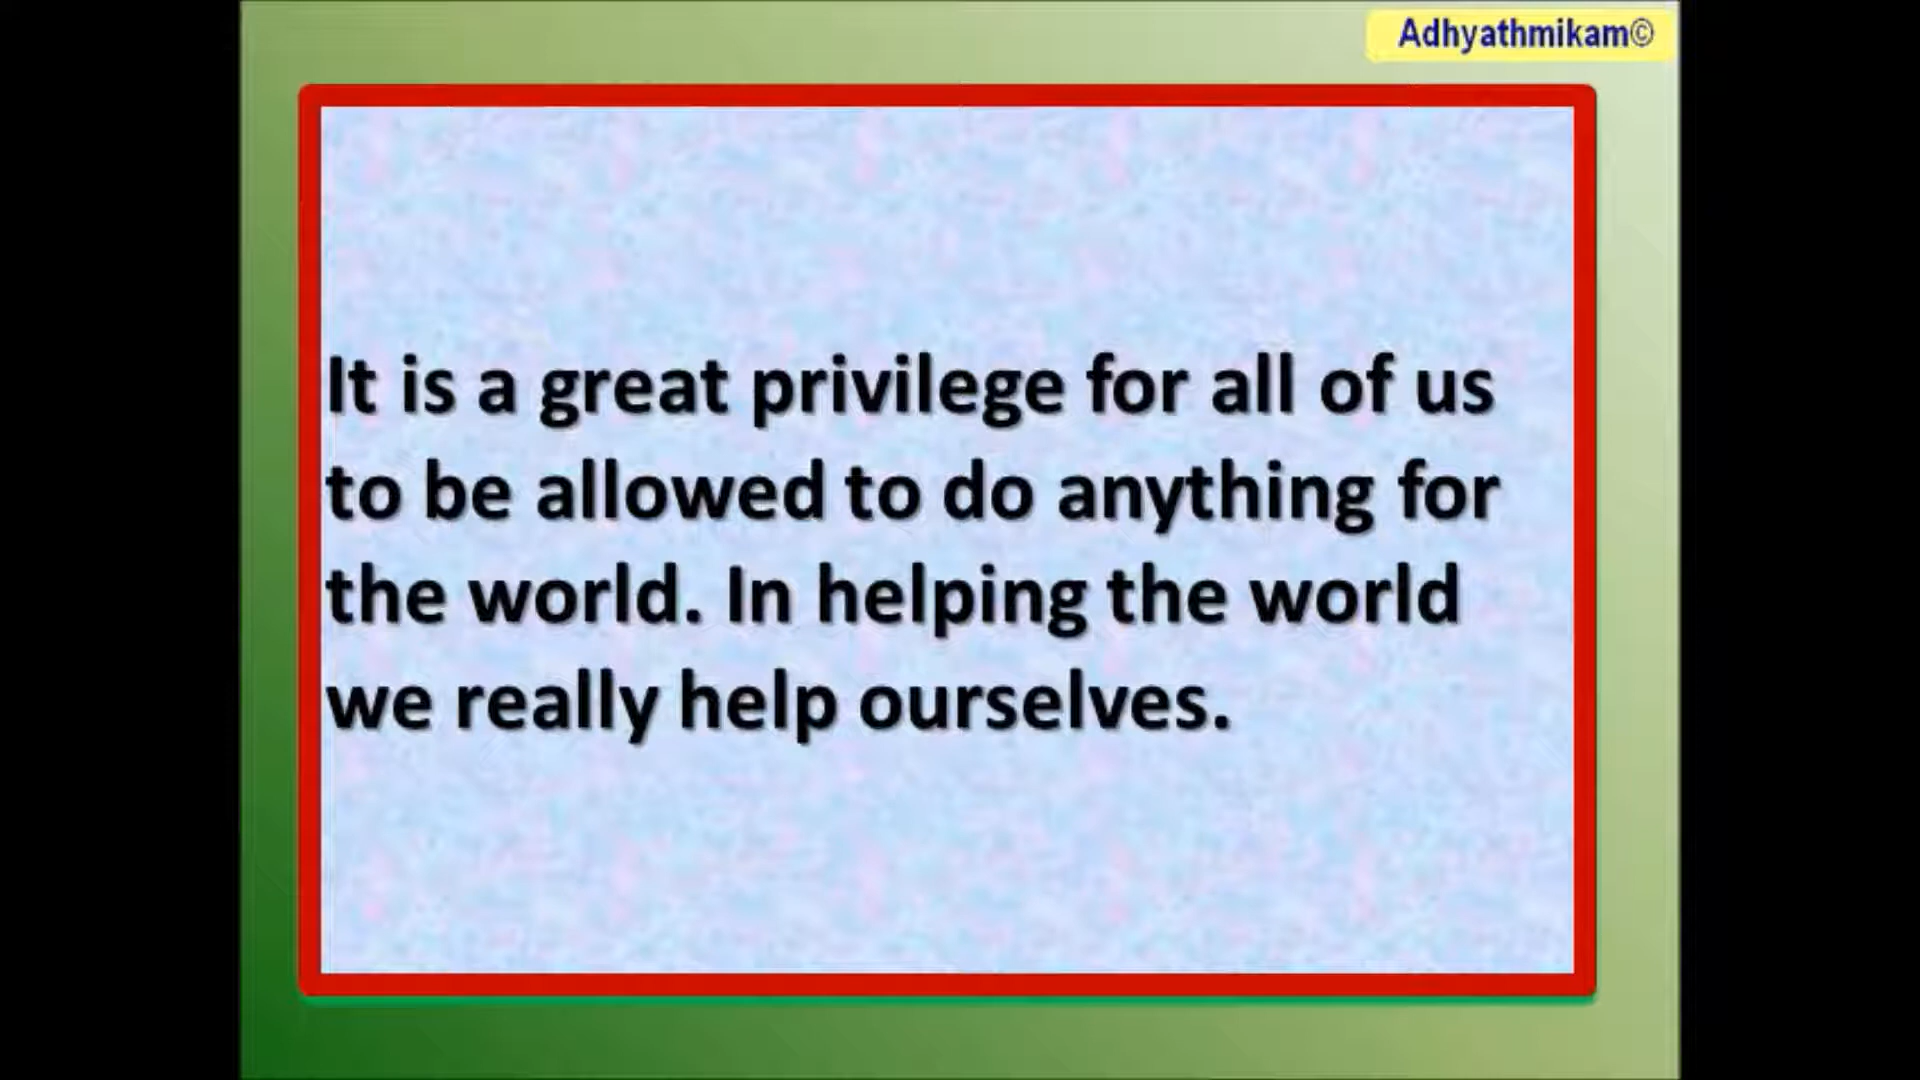 Adhyathmikam©
It is a great privilege for all of us
to be allowed to do anything for
the world. In helping the world
we really help ourselves.